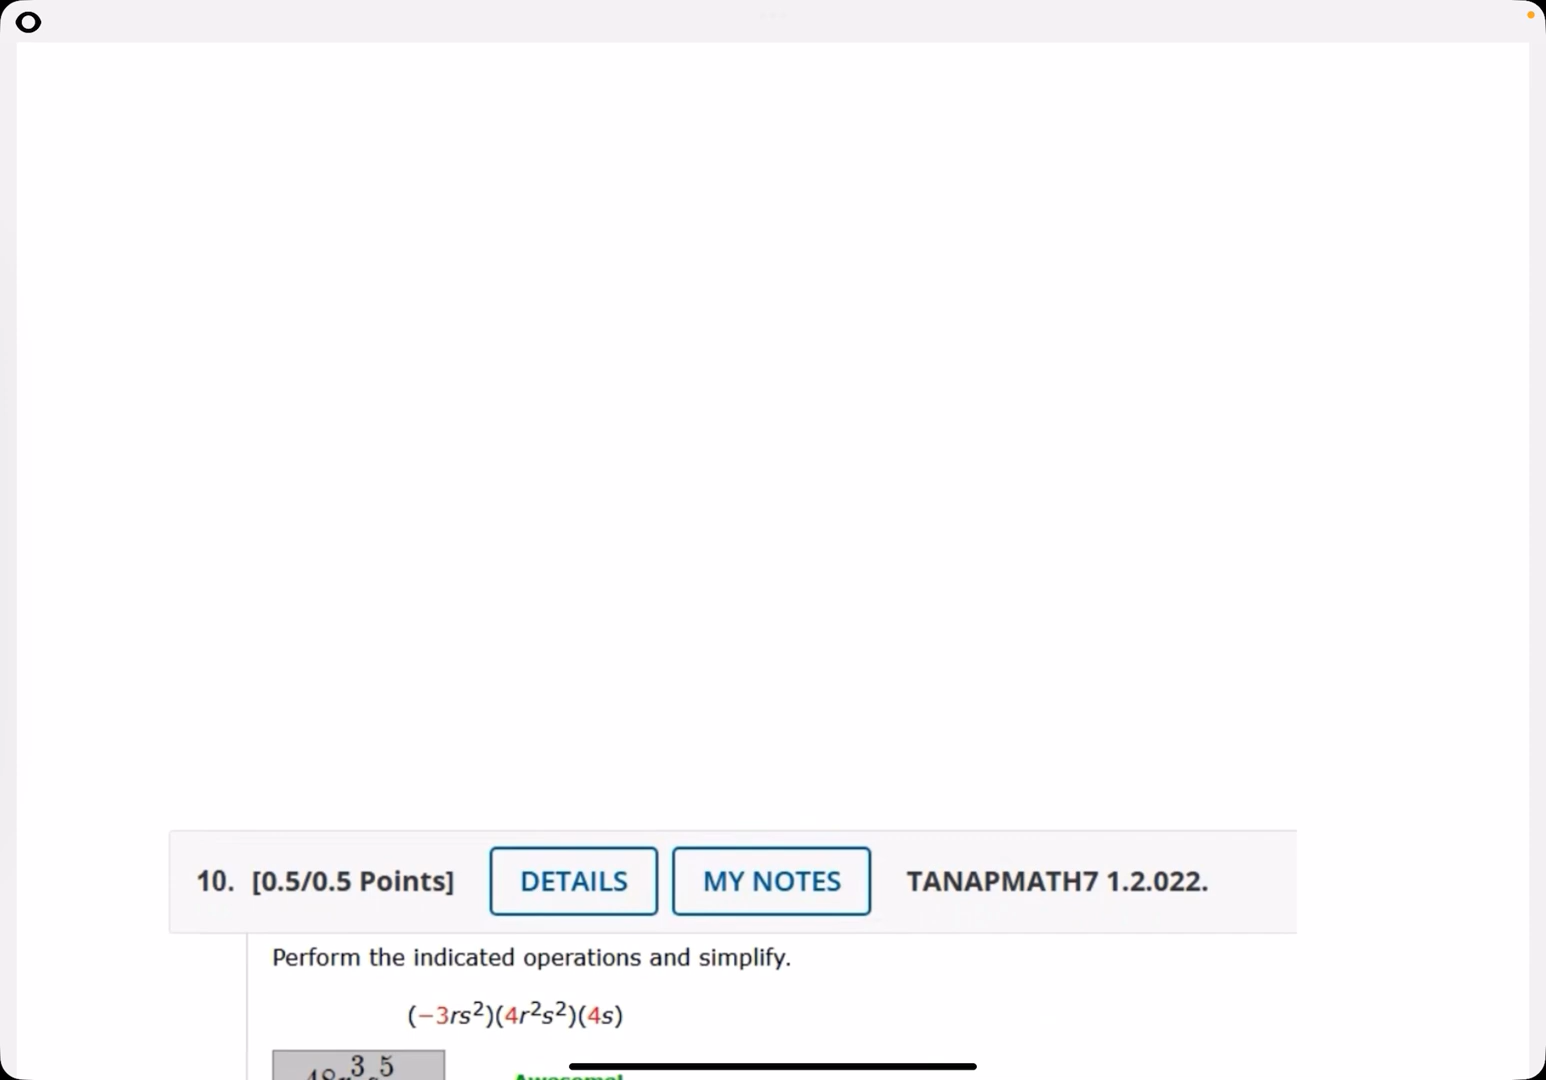 10. [0.5/0.5 Points] DETAILS MY NOTES TANAPMATH7 1.2.022.
Perform the indicated operations and simplify.
(−3rs²)(4r²s²)(4s)